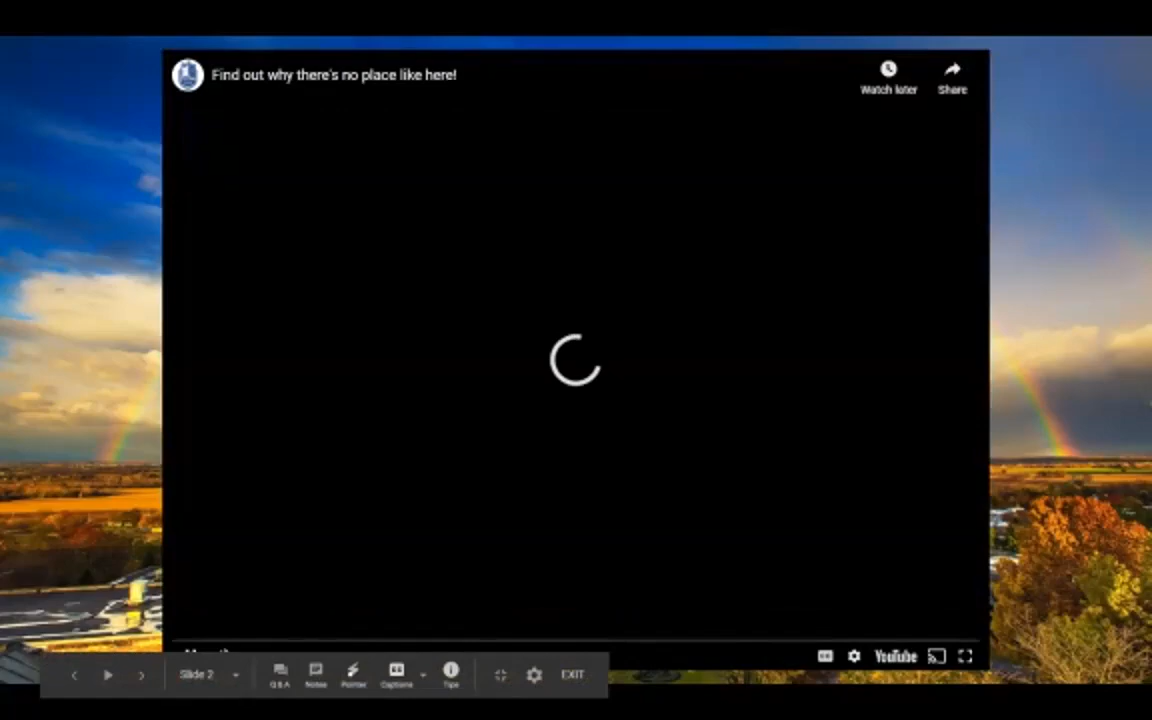 Find out why there's no place like here!
Watch later
Share
YouTube
Slide 2
Q&A
Notes
Pointer
Captions
Tips
EXIT